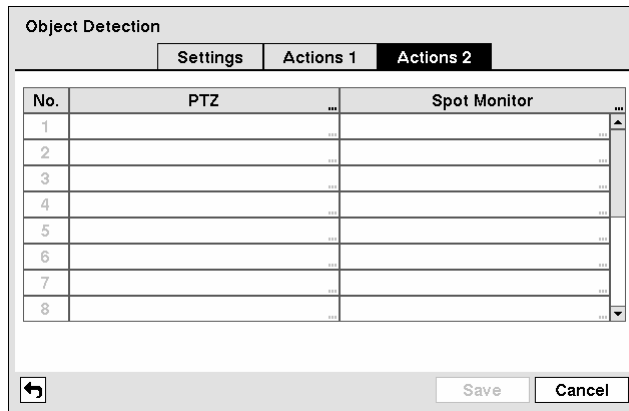 Object Detection
Settings Actions 1 Actions 2
No. PTZ ... Spot Monitor ...
1 ... ...
2 ... ...
3 ... ...
4 ... ...
5 ... ...
6 ... ...
7 ... ...
8 ... ...
Save Cancel